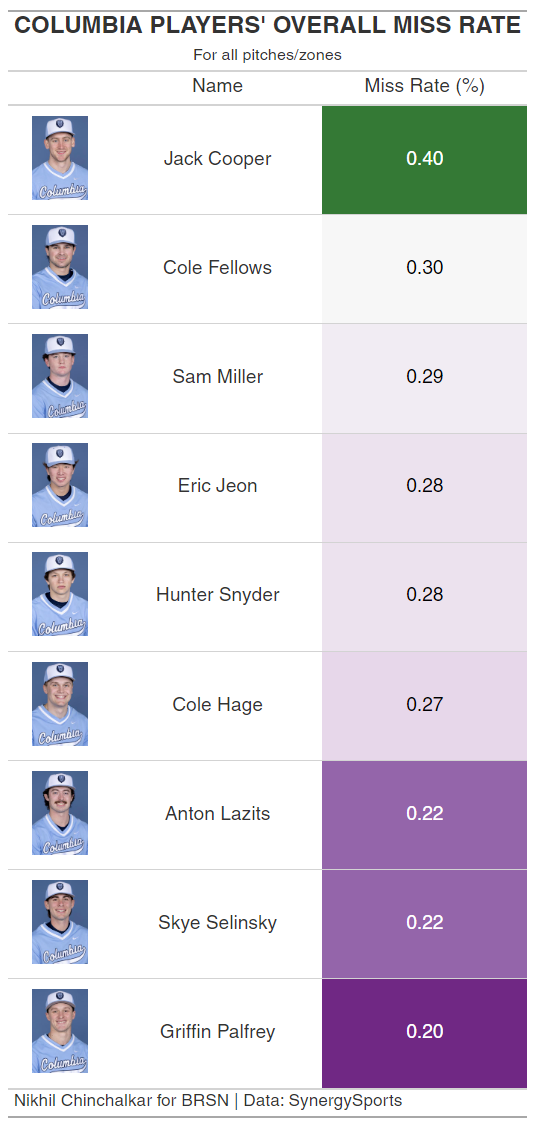 COLUMBIA PLAYERS' OVERALL MISS RATE
For all pitches/zones
Name Miss Rate (%)
Columbia Jack Cooper 0.40
Columbia Cole Fellows 0.30
Columbia Sam Miller 0.29
Columbia Eric Jeon 0.28
Columbia Hunter Snyder 0.28
Columbia Cole Hage 0.27
Columbia Anton Lazits 0.22
Columbia Skye Selinsky 0.22
Columbia Griffin Palfrey 0.20
Nikhil Chinchalkar for BRSN | Data: SynergySports